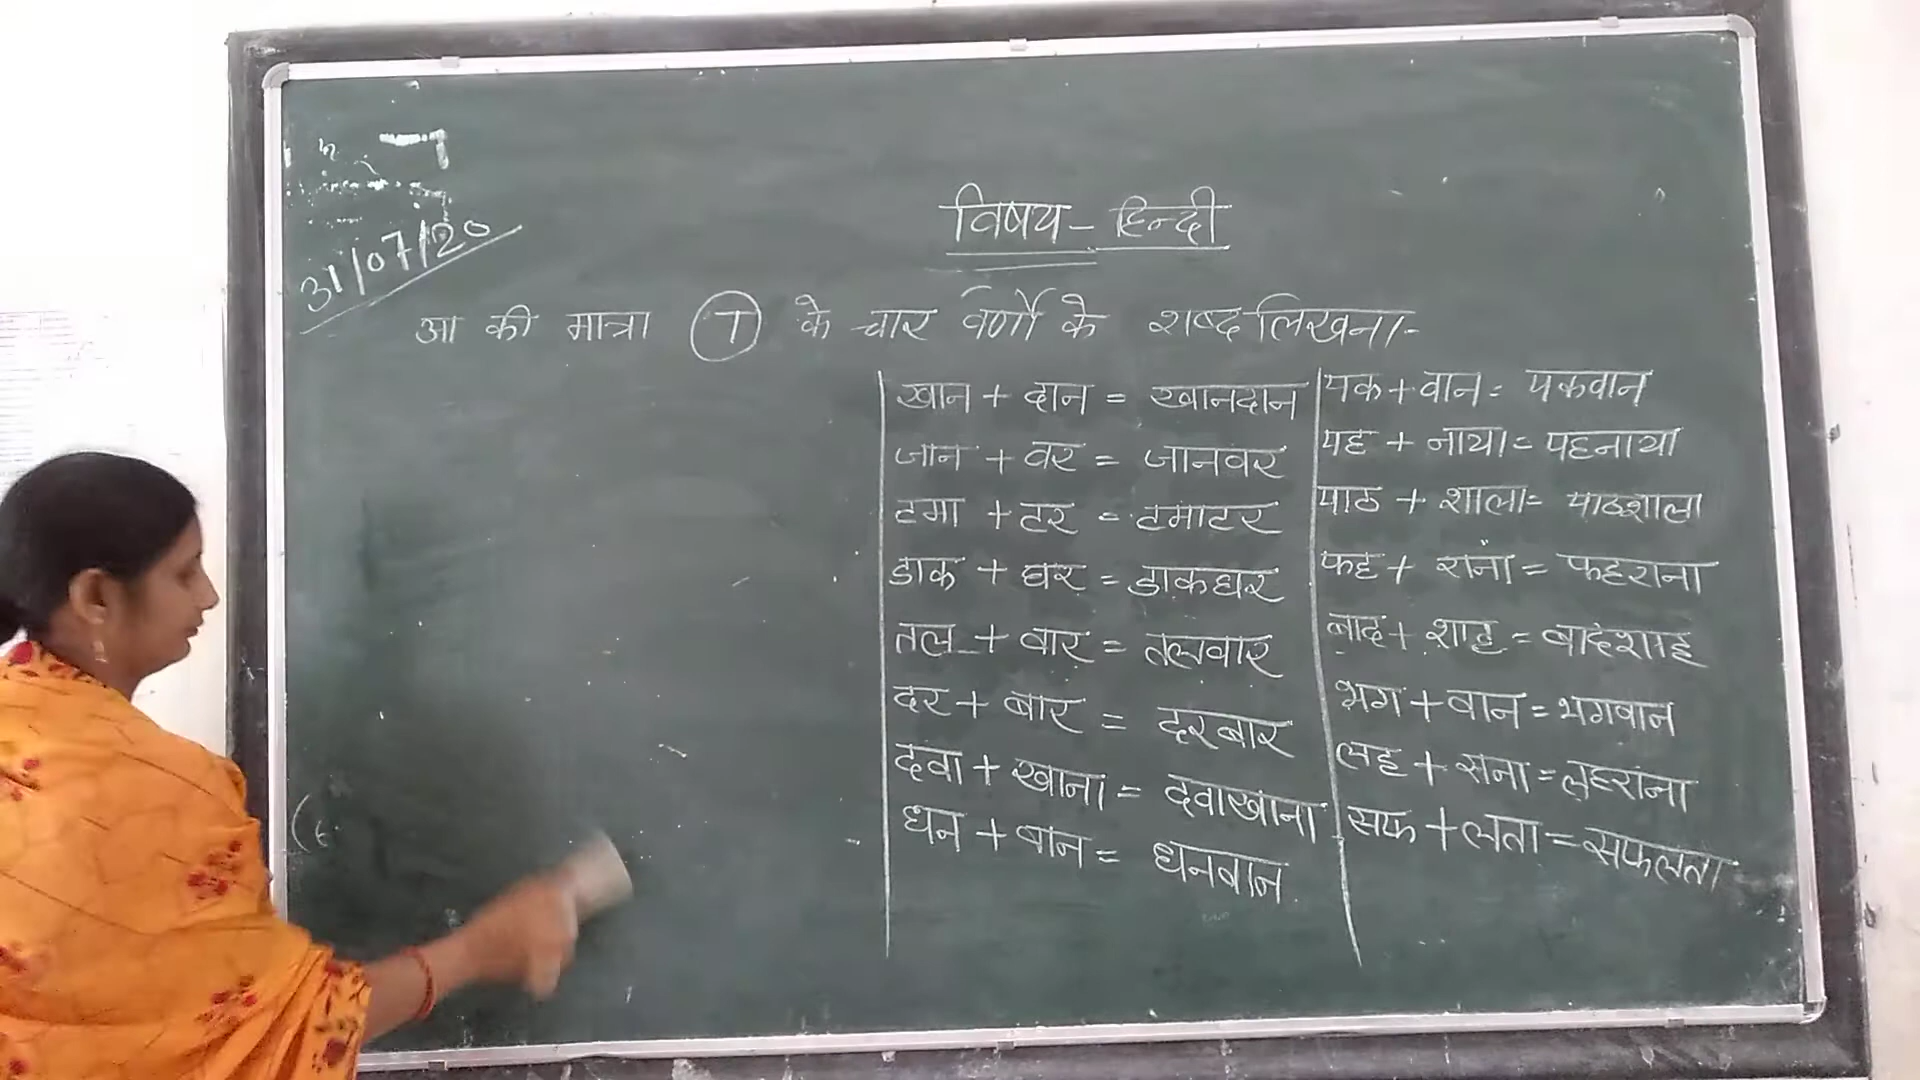 31/07/20
विषय - हिन्दी
आ की मात्रा (ा) के चार वर्णों के शब्द लिखना-
खान + दान = खानदान
जान + वर = जानवर
टमा + टर = टमाटर
डाक + घर = डाकघर
तल + वार = तलवार
दर + बार = दरबार
दवा + खाना = दवाखाना
धन + वान = धनवान
पक + वान = पकवान
पह + नाया = पहनाया
पाठ + शाला = पाठशाला
फह + राना = फहराना
बाद + शाह = बादशाह
भग + वान = भगवान
लह + राना = लहराना
सफ + लता = सफलता